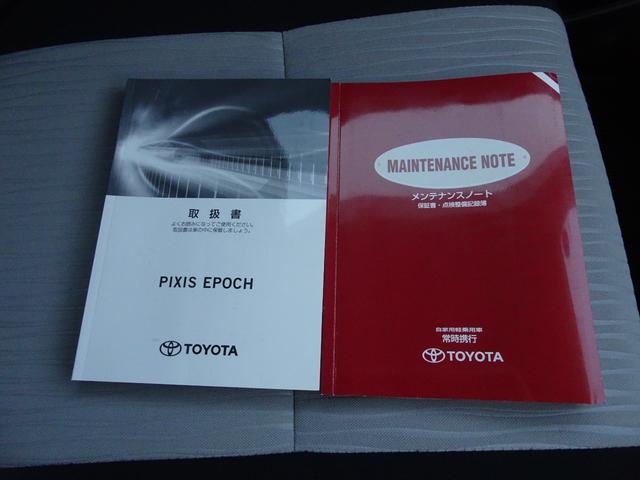 取扱書
よくお読みになってご使用ください。
取扱書は車の中に保管しましょう。
PIXIS EPOCH
TOYOTA
MAINTENANCE NOTE
メンテナンスノート
保証書・点検整備記録簿
自家用軽乗用車
常時携行
TOYOTA